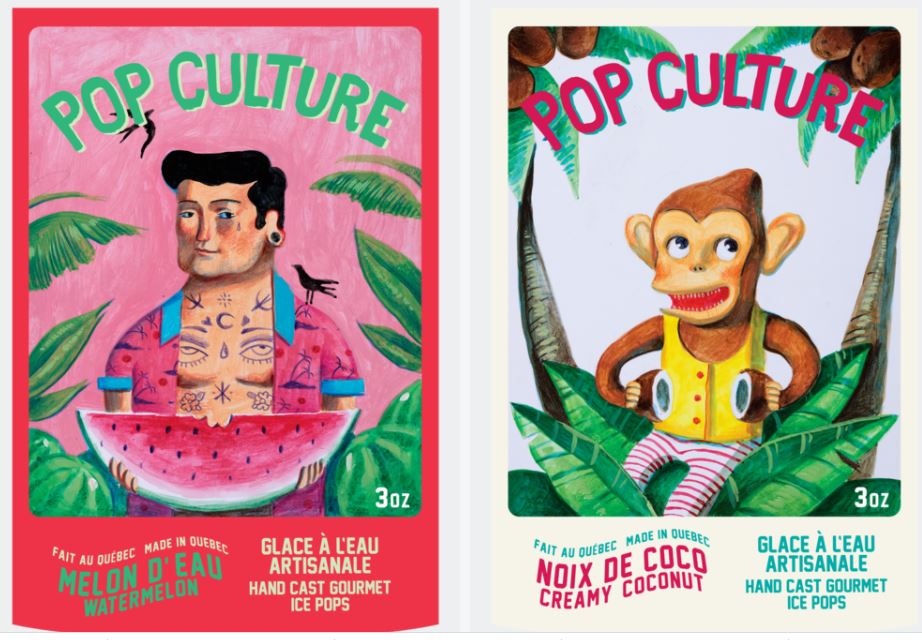 POP CULTURE
3OZ
FAIT AU QUÉBEC MADE IN QUEBEC
MELON D'EAU
WATERMELON
GLACE À L'EAU
ARTISANALE
HAND CAST GOURMET
ICE POPS
POP CULTURE
3OZ
FAIT AU QUÉBEC MADE IN QUEBEC
NOIX DE COCO
CREAMY COCONUT
GLACE À L'EAU
ARTISANALE
HAND CAST GOURMET
ICE POPS